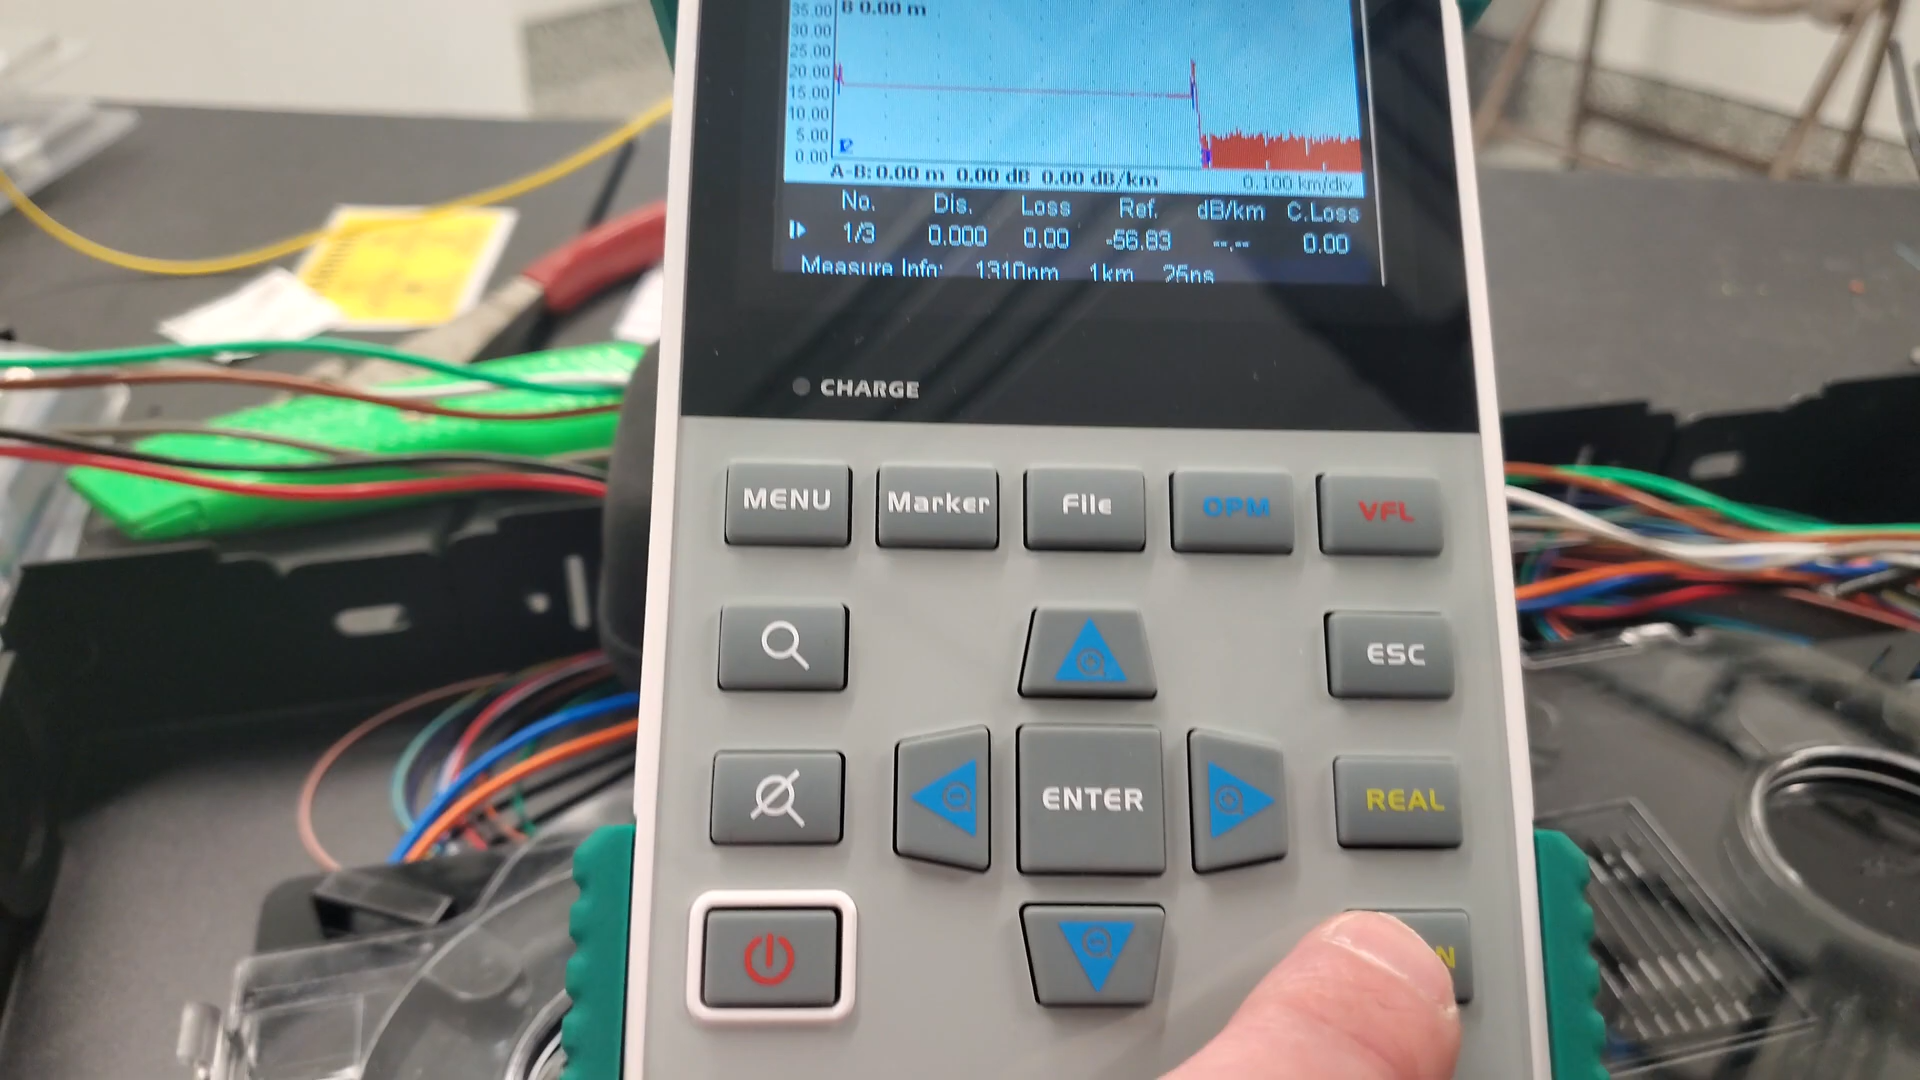 35.00 B 0.00 m
30.00
25.00
20.00
15.00
10.00
5.00
0.00
A-B: 0.00 m 0.00 dB 0.00 dB/km 0.100 km/div
No. Dis. Loss Ref. dB/km C.Loss
1/3 0.000 0.00 -56.83 --.-- 0.00
Measure Info: 1310nm 1km 25ns
CHARGE
MENU Marker File OPM VFL
ESC
ENTER REAL
N